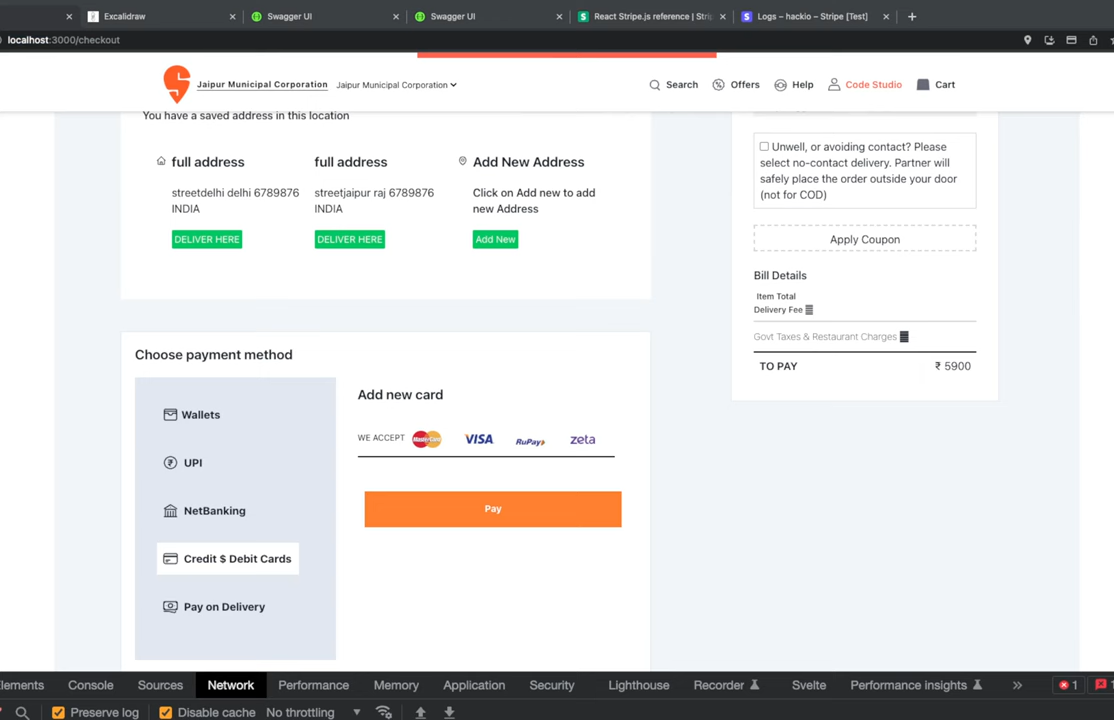 Excalidraw
Swagger UI
Swagger UI
React Stripe.js reference | Stri
Logs – hackio – Stripe [Test]
localhost:3000/checkout
Jaipur Municipal Corporation
Jaipur Municipal Corporation
Search
Offers
Help
Code Studio
Cart
You have a saved address in this location
full address
streetdelhi delhi 6789876
INDIA
DELIVER HERE
full address
streetjaipur raj 6789876
INDIA
DELIVER HERE
Add New Address
Click on Add new to add
new Address
Add New
Unwell, or avoiding contact? Please
select no-contact delivery. Partner will
safely place the order outside your door
(not for COD)
Apply Coupon
Bill Details
Item Total
Delivery Fee
Govt Taxes & Restaurant Charges
TO PAY ₹ 5900
Choose payment method
Wallets
UPI
NetBanking
Credit $ Debit Cards
Pay on Delivery
Add new card
WE ACCEPT MasterCard VISA RuPay zeta
Pay
lements Console Sources Network Performance Memory Application Security Lighthouse Recorder Svelte Performance insights » 1
Preserve log Disable cache No throttling